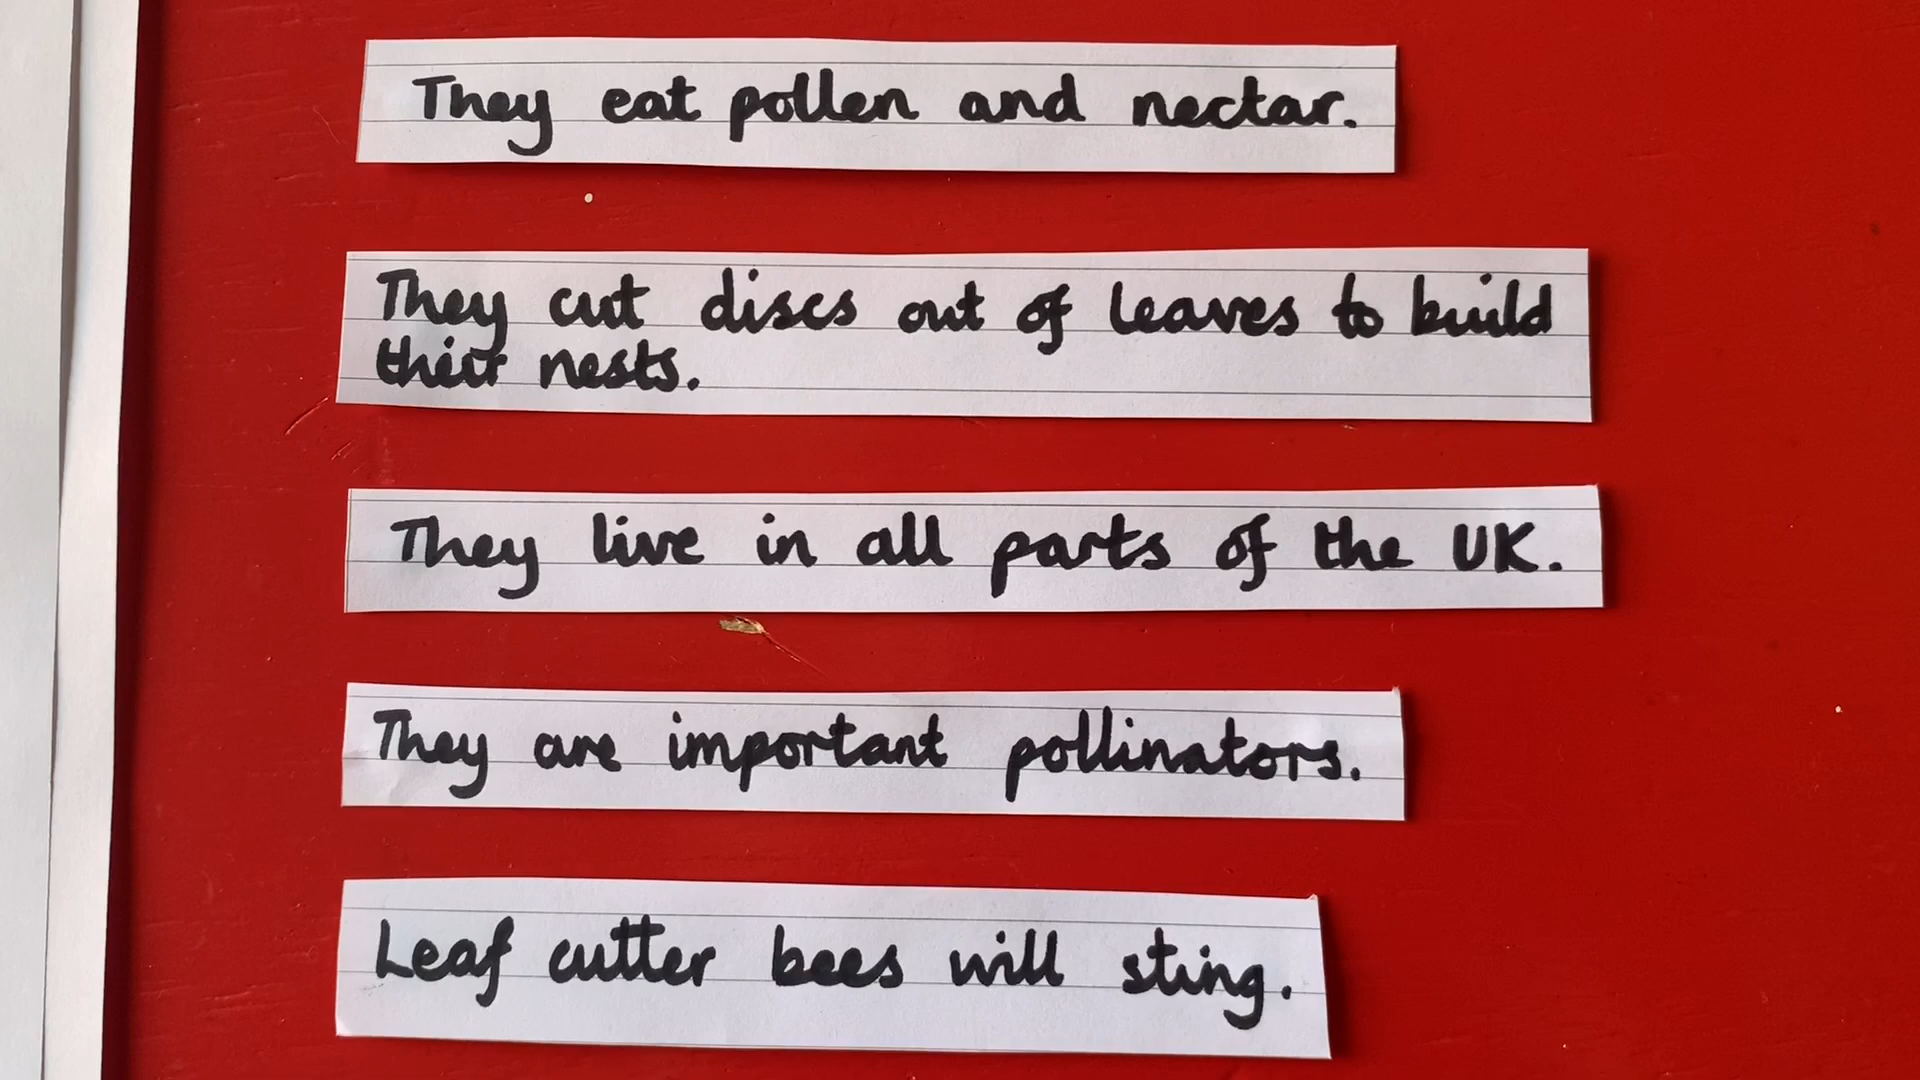 They eat pollen and nectar.
They cut discs out of leaves to build
their nests.
They live in all parts of the UK.
They are important pollinators.
Leaf cutter bees will sting.